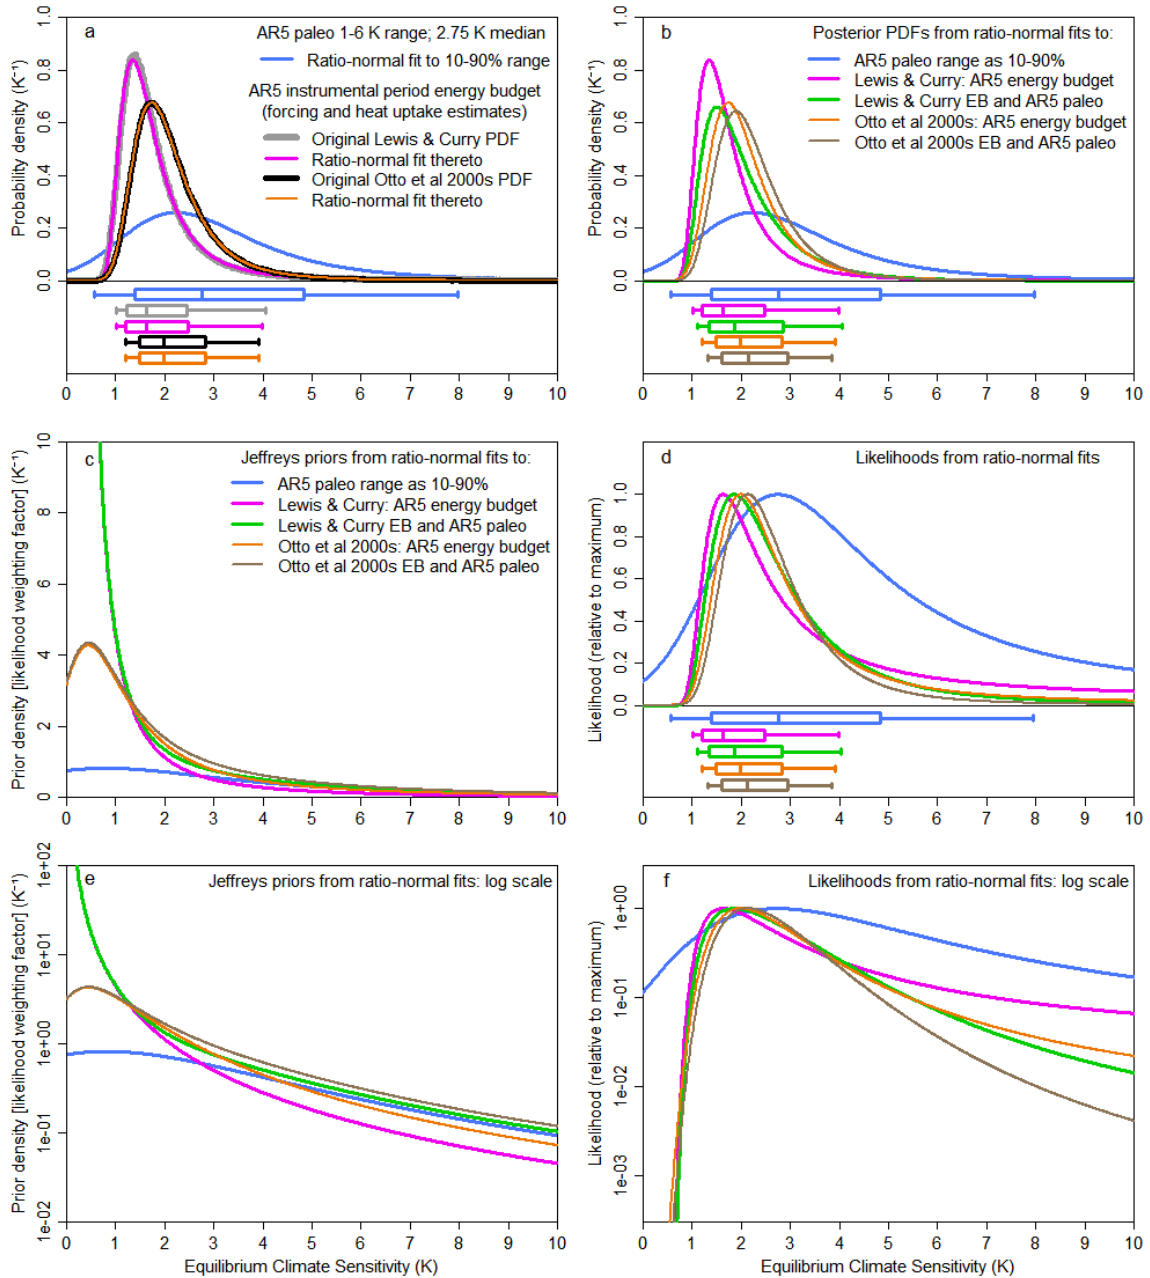 a
AR5 paleo 1-6 K range; 2.75 K median
Ratio-normal fit to 10-90% range
AR5 instrumental period energy budget
(forcing and heat uptake estimates)
Original Lewis & Curry PDF
Ratio-normal fit thereto
Original Otto et al 2000s PDF
Ratio-normal fit thereto
Probability density (K⁻¹)
0.0 0.2 0.4 0.6 0.8 1.0
0 1 2 3 4 5 6 7 8 9 10
b
Posterior PDFs from ratio-normal fits to:
AR5 paleo range as 10-90%
Lewis & Curry: AR5 energy budget
Lewis & Curry EB and AR5 paleo
Otto et al 2000s: AR5 energy budget
Otto et al 2000s EB and AR5 paleo
Probability density (K⁻¹)
0.0 0.2 0.4 0.6 0.8 1.0
0 1 2 3 4 5 6 7 8 9 10
c
Jeffreys priors from ratio-normal fits to:
AR5 paleo range as 10-90%
Lewis & Curry: AR5 energy budget
Lewis & Curry EB and AR5 paleo
Otto et al 2000s: AR5 energy budget
Otto et al 2000s EB and AR5 paleo
Prior density [likelihood weighting factor] (K⁻¹)
0 2 4 6 8 10
0 1 2 3 4 5 6 7 8 9 10
d
Likelihoods from ratio-normal fits
Likelihood (relative to maximum)
0.0 0.2 0.4 0.6 0.8 1.0
0 1 2 3 4 5 6 7 8 9 10
e
Jeffreys priors from ratio-normal fits: log scale
Prior density [likelihood weighting factor] (K⁻¹)
1e-02 1e-01 1e+00 1e+01 1e+02
0 1 2 3 4 5 6 7 8 9 10
Equilibrium Climate Sensitivity (K)
f
Likelihoods from ratio-normal fits: log scale
Likelihood (relative to maximum)
1e-03 1e-02 1e-01 1e+00
0 1 2 3 4 5 6 7 8 9 10
Equilibrium Climate Sensitivity (K)